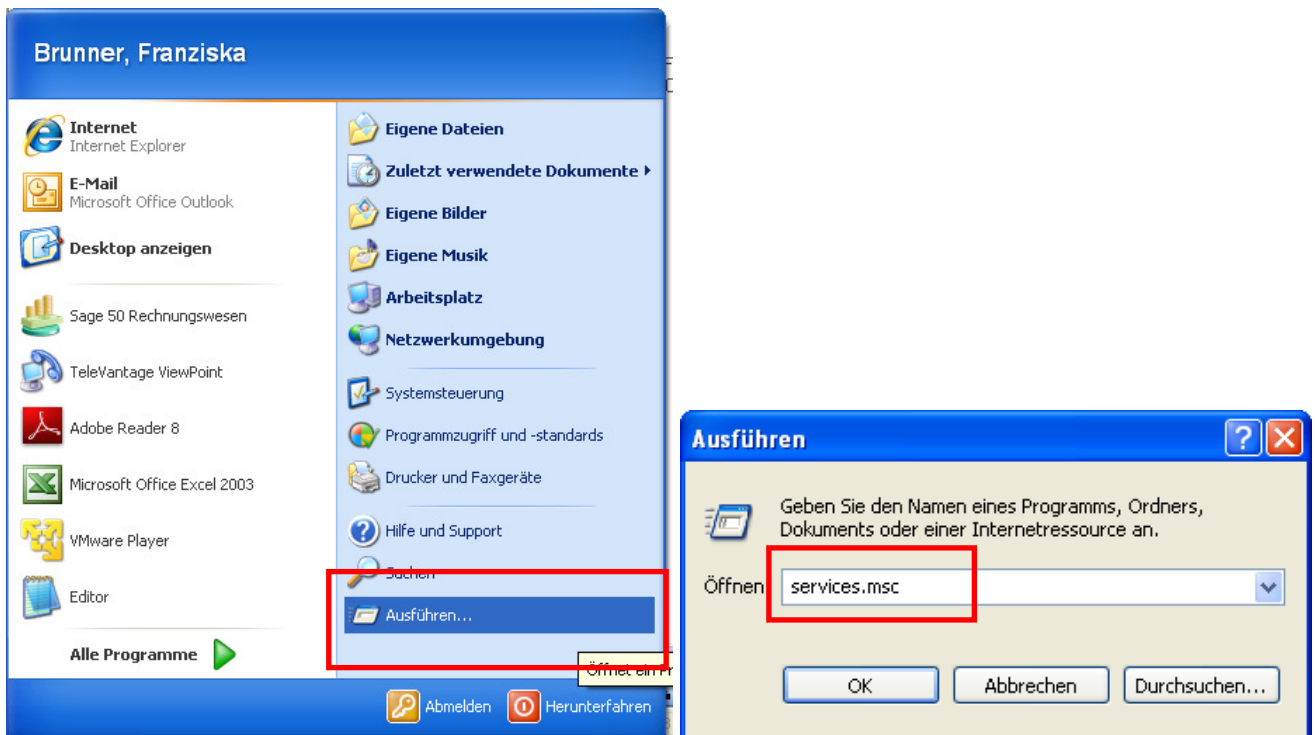 Brunner, Franziska
Internet
Internet Explorer
E-Mail
Microsoft Office Outlook
Desktop anzeigen
Sage 50 Rechnungswesen
TeleVantage ViewPoint
Adobe Reader 8
Microsoft Office Excel 2003
VMware Player
Editor
Alle Programme
Eigene Dateien
Zuletzt verwendete Dokumente
Eigene Bilder
Eigene Musik
Arbeitsplatz
Netzwerkumgebung
Systemsteuerung
Programmzugriff und -standards
Drucker und Faxgeräte
Hilfe und Support
Suchen
Ausführen...
Öffnet ein
Abmelden
Herunterfahren
Ausführen
Geben Sie den Namen eines Programms, Ordners,
Dokuments oder einer Internetressource an.
Öffnen
services.msc
OK
Abbrechen
Durchsuchen...